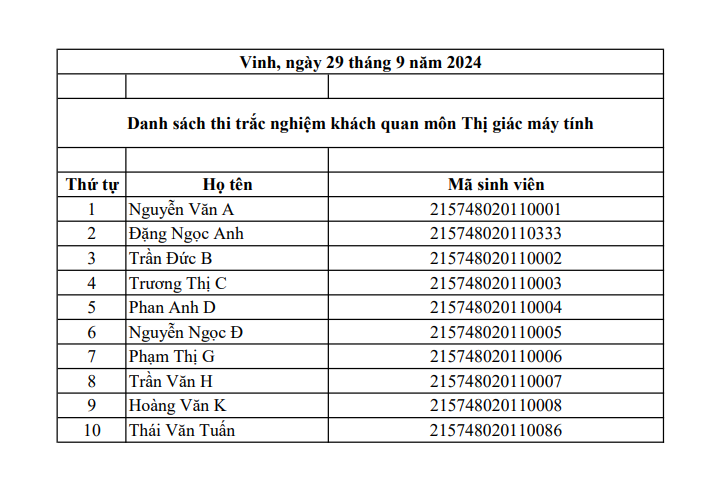 Vinh, ngày 29 tháng 9 năm 2024
Danh sách thi trắc nghiệm khách quan môn Thị giác máy tính
Thứ tự Họ tên Mã sinh viên
1 Nguyễn Văn A 215748020110001
2 Đặng Ngọc Anh 215748020110333
3 Trần Đức B 215748020110002
4 Trương Thị C 215748020110003
5 Phan Anh D 215748020110004
6 Nguyễn Ngọc Đ 215748020110005
7 Phạm Thị G 215748020110006
8 Trần Văn H 215748020110007
9 Hoàng Văn K 215748020110008
10 Thái Văn Tuấn 215748020110086